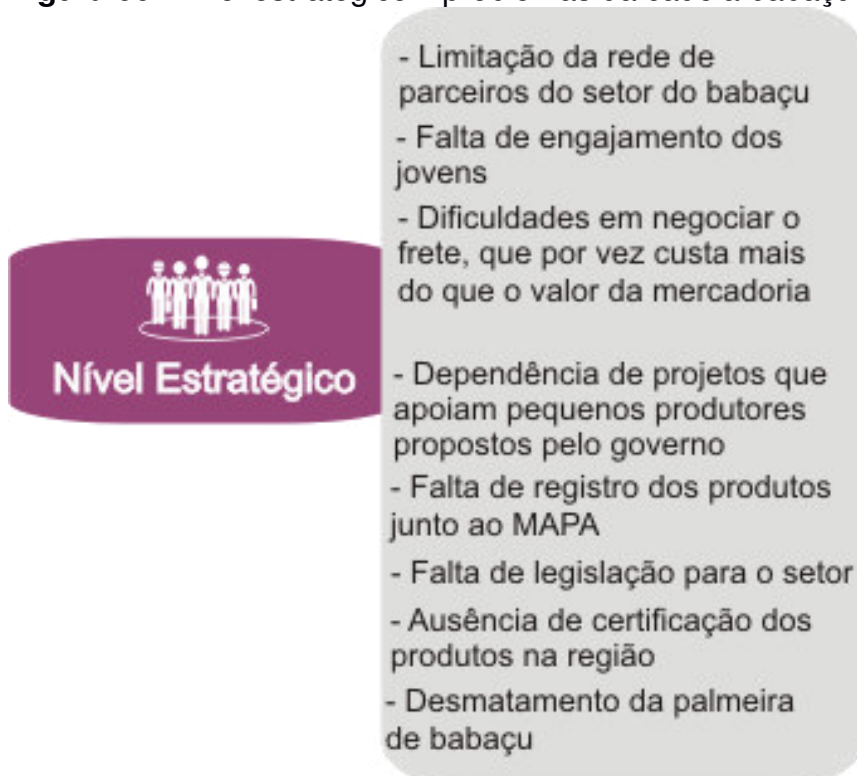 - Limitação da rede de
parceiros do setor do babaçu
- Falta de engajamento dos
jovens
- Dificuldades em negociar o
frete, que por vez custa mais
do que o valor da mercadoria
Nível Estratégico
- Dependência de projetos que
apoiam pequenos produtores
propostos pelo governo
- Falta de registro dos produtos
junto ao MAPA
- Falta de legislação para o setor
- Ausência de certificação dos
produtos na região
- Desmatamento da palmeira
de babaçu